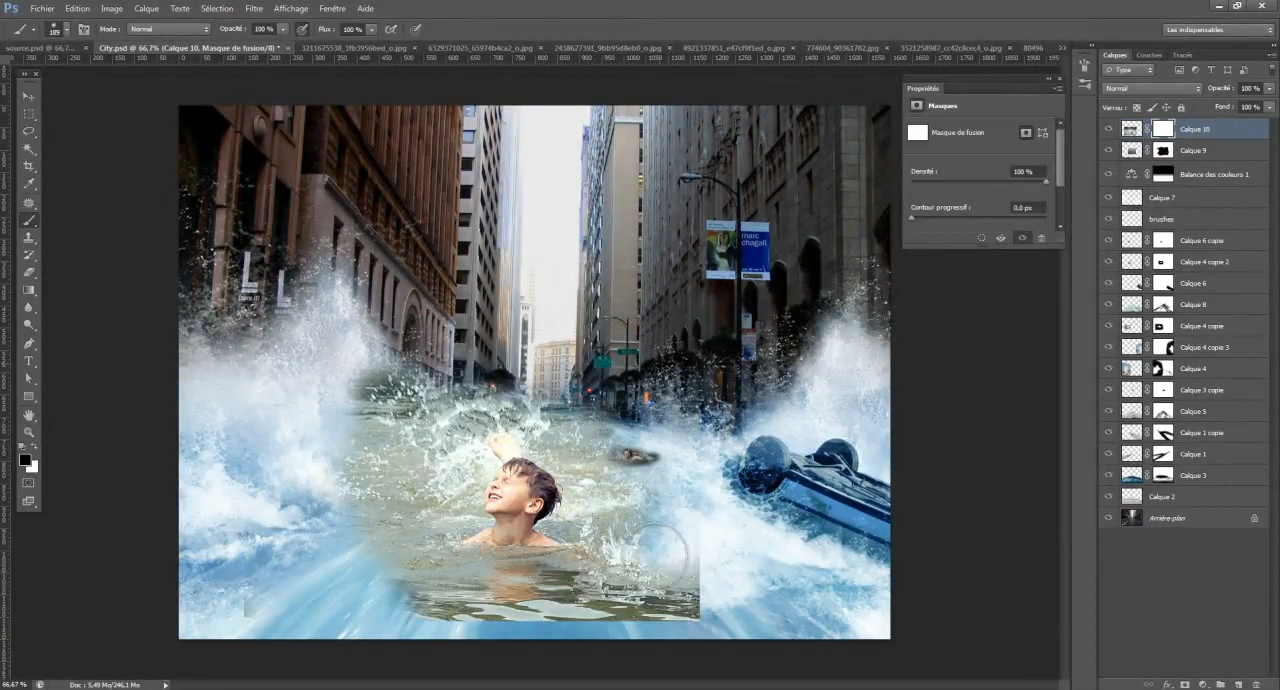 Ps Fichier Edition Image Calque Texte Sélection Filtre Affichage Fenêtre Aide
189 Mode : Normal Opacité : 100 % Flux : 100 % Les indispensables
source.psd @ 66,7... City.psd @ 66,7% (Calque 10, Masque de fusion/8) * 3211675538_3fb3956hed_o.jpg 6329371025_65974b4ca2_o.jpg 2438627391_9bb95d8eb0_o.jpg 4921337851_e47cf9f1ed_o.jpg 774604_90361782.jpg 3521258987_cc42c8cec4_o.jpg 80496
Propriétés
Masques
Masque de fusion
Densité : 100 %
Contour progressif : 0,0 px
marc
chagall
Calques Couches Tracés
Type
Normal Opacité : 100 %
Verrou : Fond : 100 %
Calque 10
Calque 9
Balance des couleurs 1
Calque 7
brushes
Calque 6 copie
Calque 4 copie 2
Calque 6
Calque 8
Calque 4 copie
Calque 4 copie 3
Calque 4
Calque 3 copie
Calque 5
Calque 1 copie
Calque 1
Calque 3
Calque 2
Arrière-plan
66,67 % Doc : 5,49 Mo/246,1 Mo